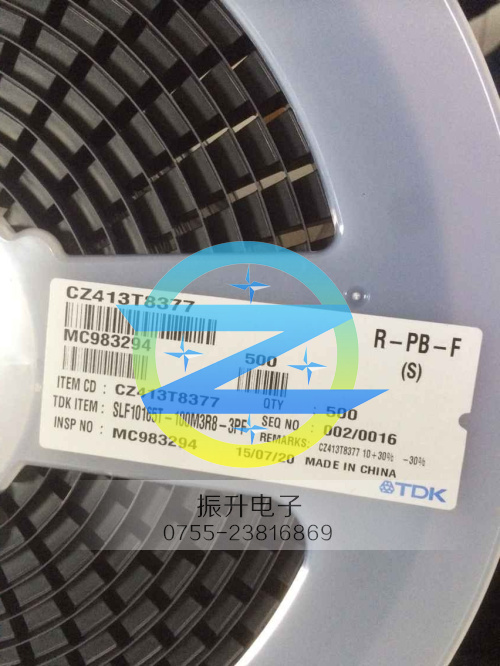 CZ413T8377
MC983294
500
R-PB-F
(S)
ITEM CD : CZ413T8377
QTY : 500
TDK ITEM : SLF10165T-100M3R8-3PF
SEQ NO : 002/0016
INSP NO : MC983294
REMARKS: CZ413T8377 10+30% -30%
15/07/20 MADE IN CHINA
TDK
振升电子
0755-23816869